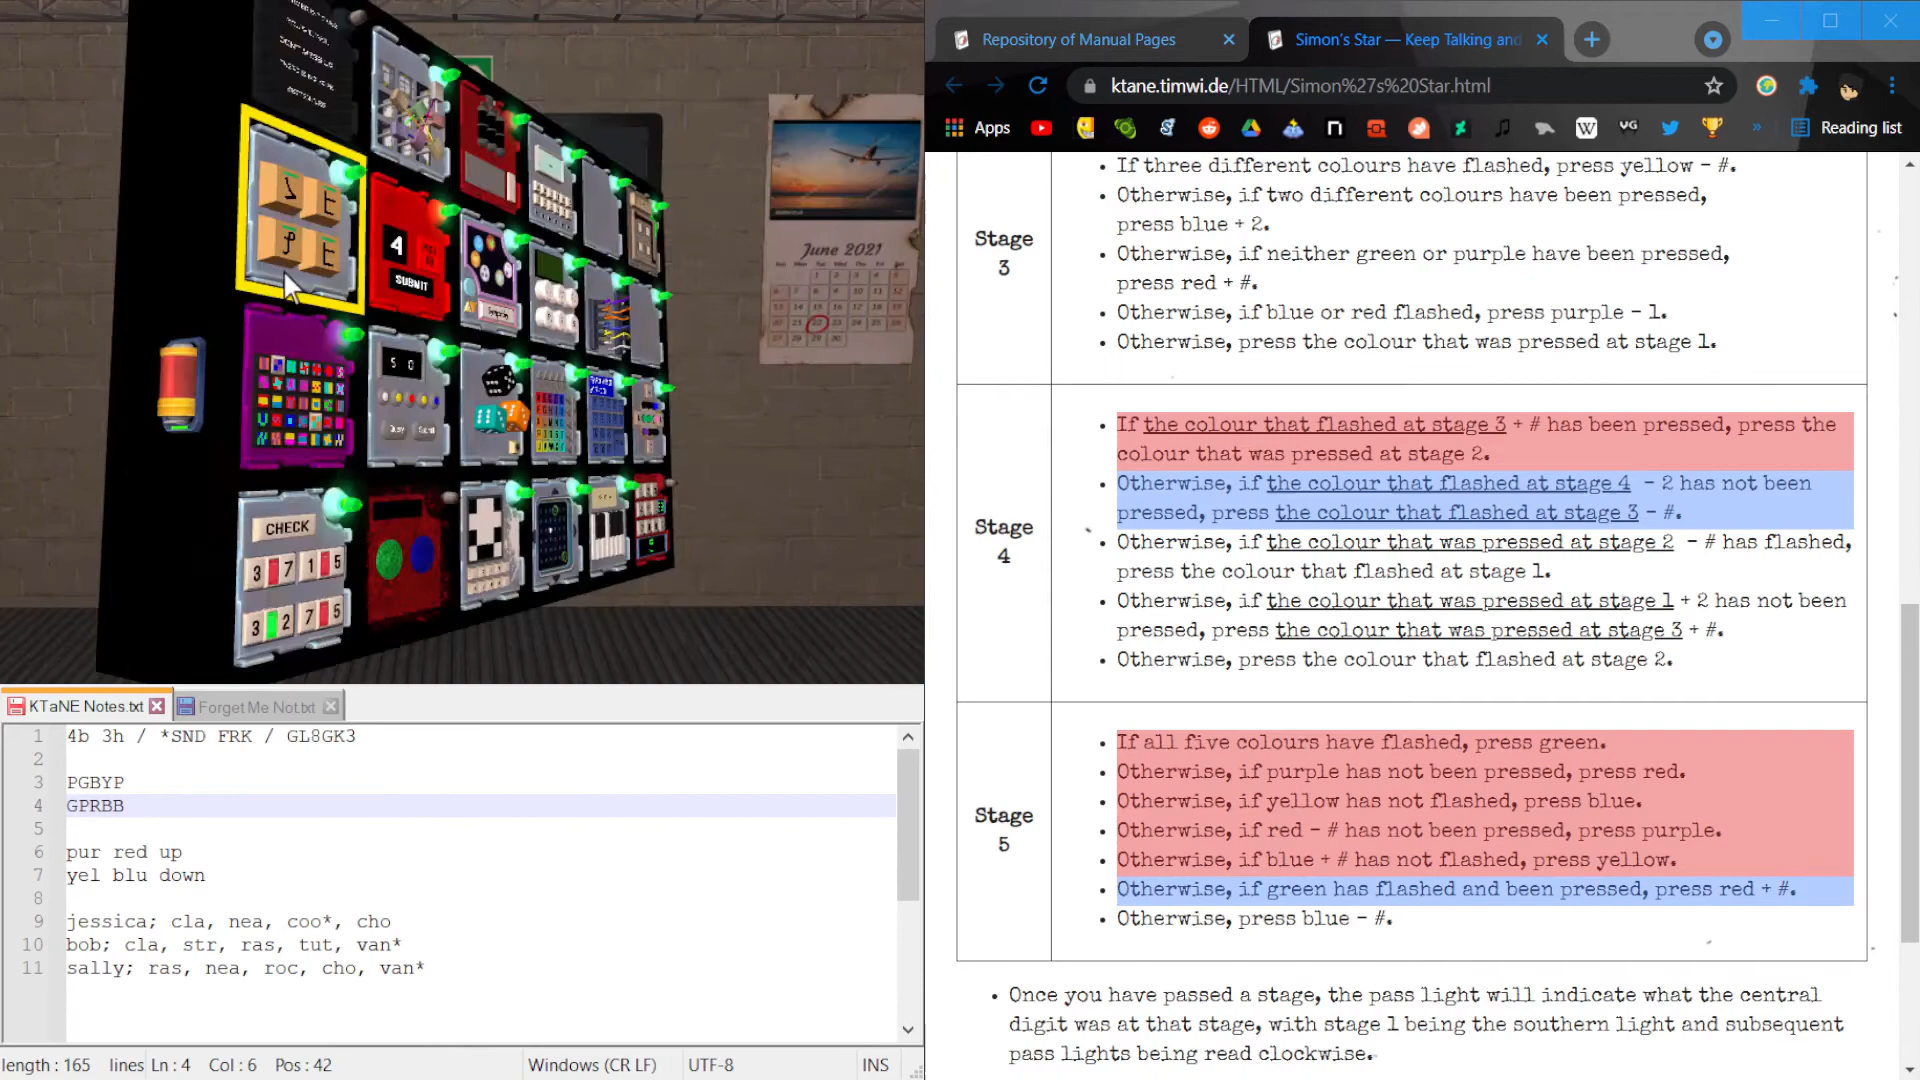 Repository of Manual Pages
Simon's Star — Keep Talking and
ktane.timwi.de/HTML/Simon%27s%20Star.html
Apps
Reading list
If three different colours have flashed, press yellow - #.
Otherwise, if two different colours have been pressed,
press blue + 2.
Stage
3
Otherwise, if neither green or purple have been pressed,
press red + #.
Otherwise, if blue or red flashed, press purple - 1.
Otherwise, press the colour that was pressed at stage 1.
If the colour that flashed at stage 3 + # has been pressed, press the
colour that was pressed at stage 2.
Otherwise, if the colour that flashed at stage 4 - 2 has not been
pressed, press the colour that flashed at stage 3 - #.
Stage
4
Otherwise, if the colour that was pressed at stage 2 - # has flashed,
press the colour that flashed at stage 1.
Otherwise, if the colour that was pressed at stage 1 + 2 has not been
pressed, press the colour that was pressed at stage 3 + #.
Otherwise, press the colour that flashed at stage 2.
If all five colours have flashed, press green.
Otherwise, if purple has not been pressed, press red.
Otherwise, if yellow has not flashed, press blue.
Stage
5
Otherwise, if red - # has not been pressed, press purple.
Otherwise, if blue + # has not flashed, press yellow.
Otherwise, if green has flashed and been pressed, press red + #.
Otherwise, press blue - #.
Once you have passed a stage, the pass light will indicate what the central
digit was at that stage, with stage 1 being the southern light and subsequent
pass lights being read clockwise.
June 2021
4
SUBMIT
5 0
Query
Submit
CHECK
3 7 1 5
3 2 7 5
KTaNE Notes.txt
Forget Me Not.txt
1 4b 3h / *SND FRK / GL8GK3
2
3 PGBYP
4 GPRBB
5
6 pur red up
7 yel blu down
8
9 jessica; cla, nea, coo*, cho
10 bob; cla, str, ras, tut, van*
11 sally; ras, nea, roc, cho, van*
length : 165 lines Ln : 4 Col : 6 Pos : 42 Windows (CR LF) UTF-8 INS